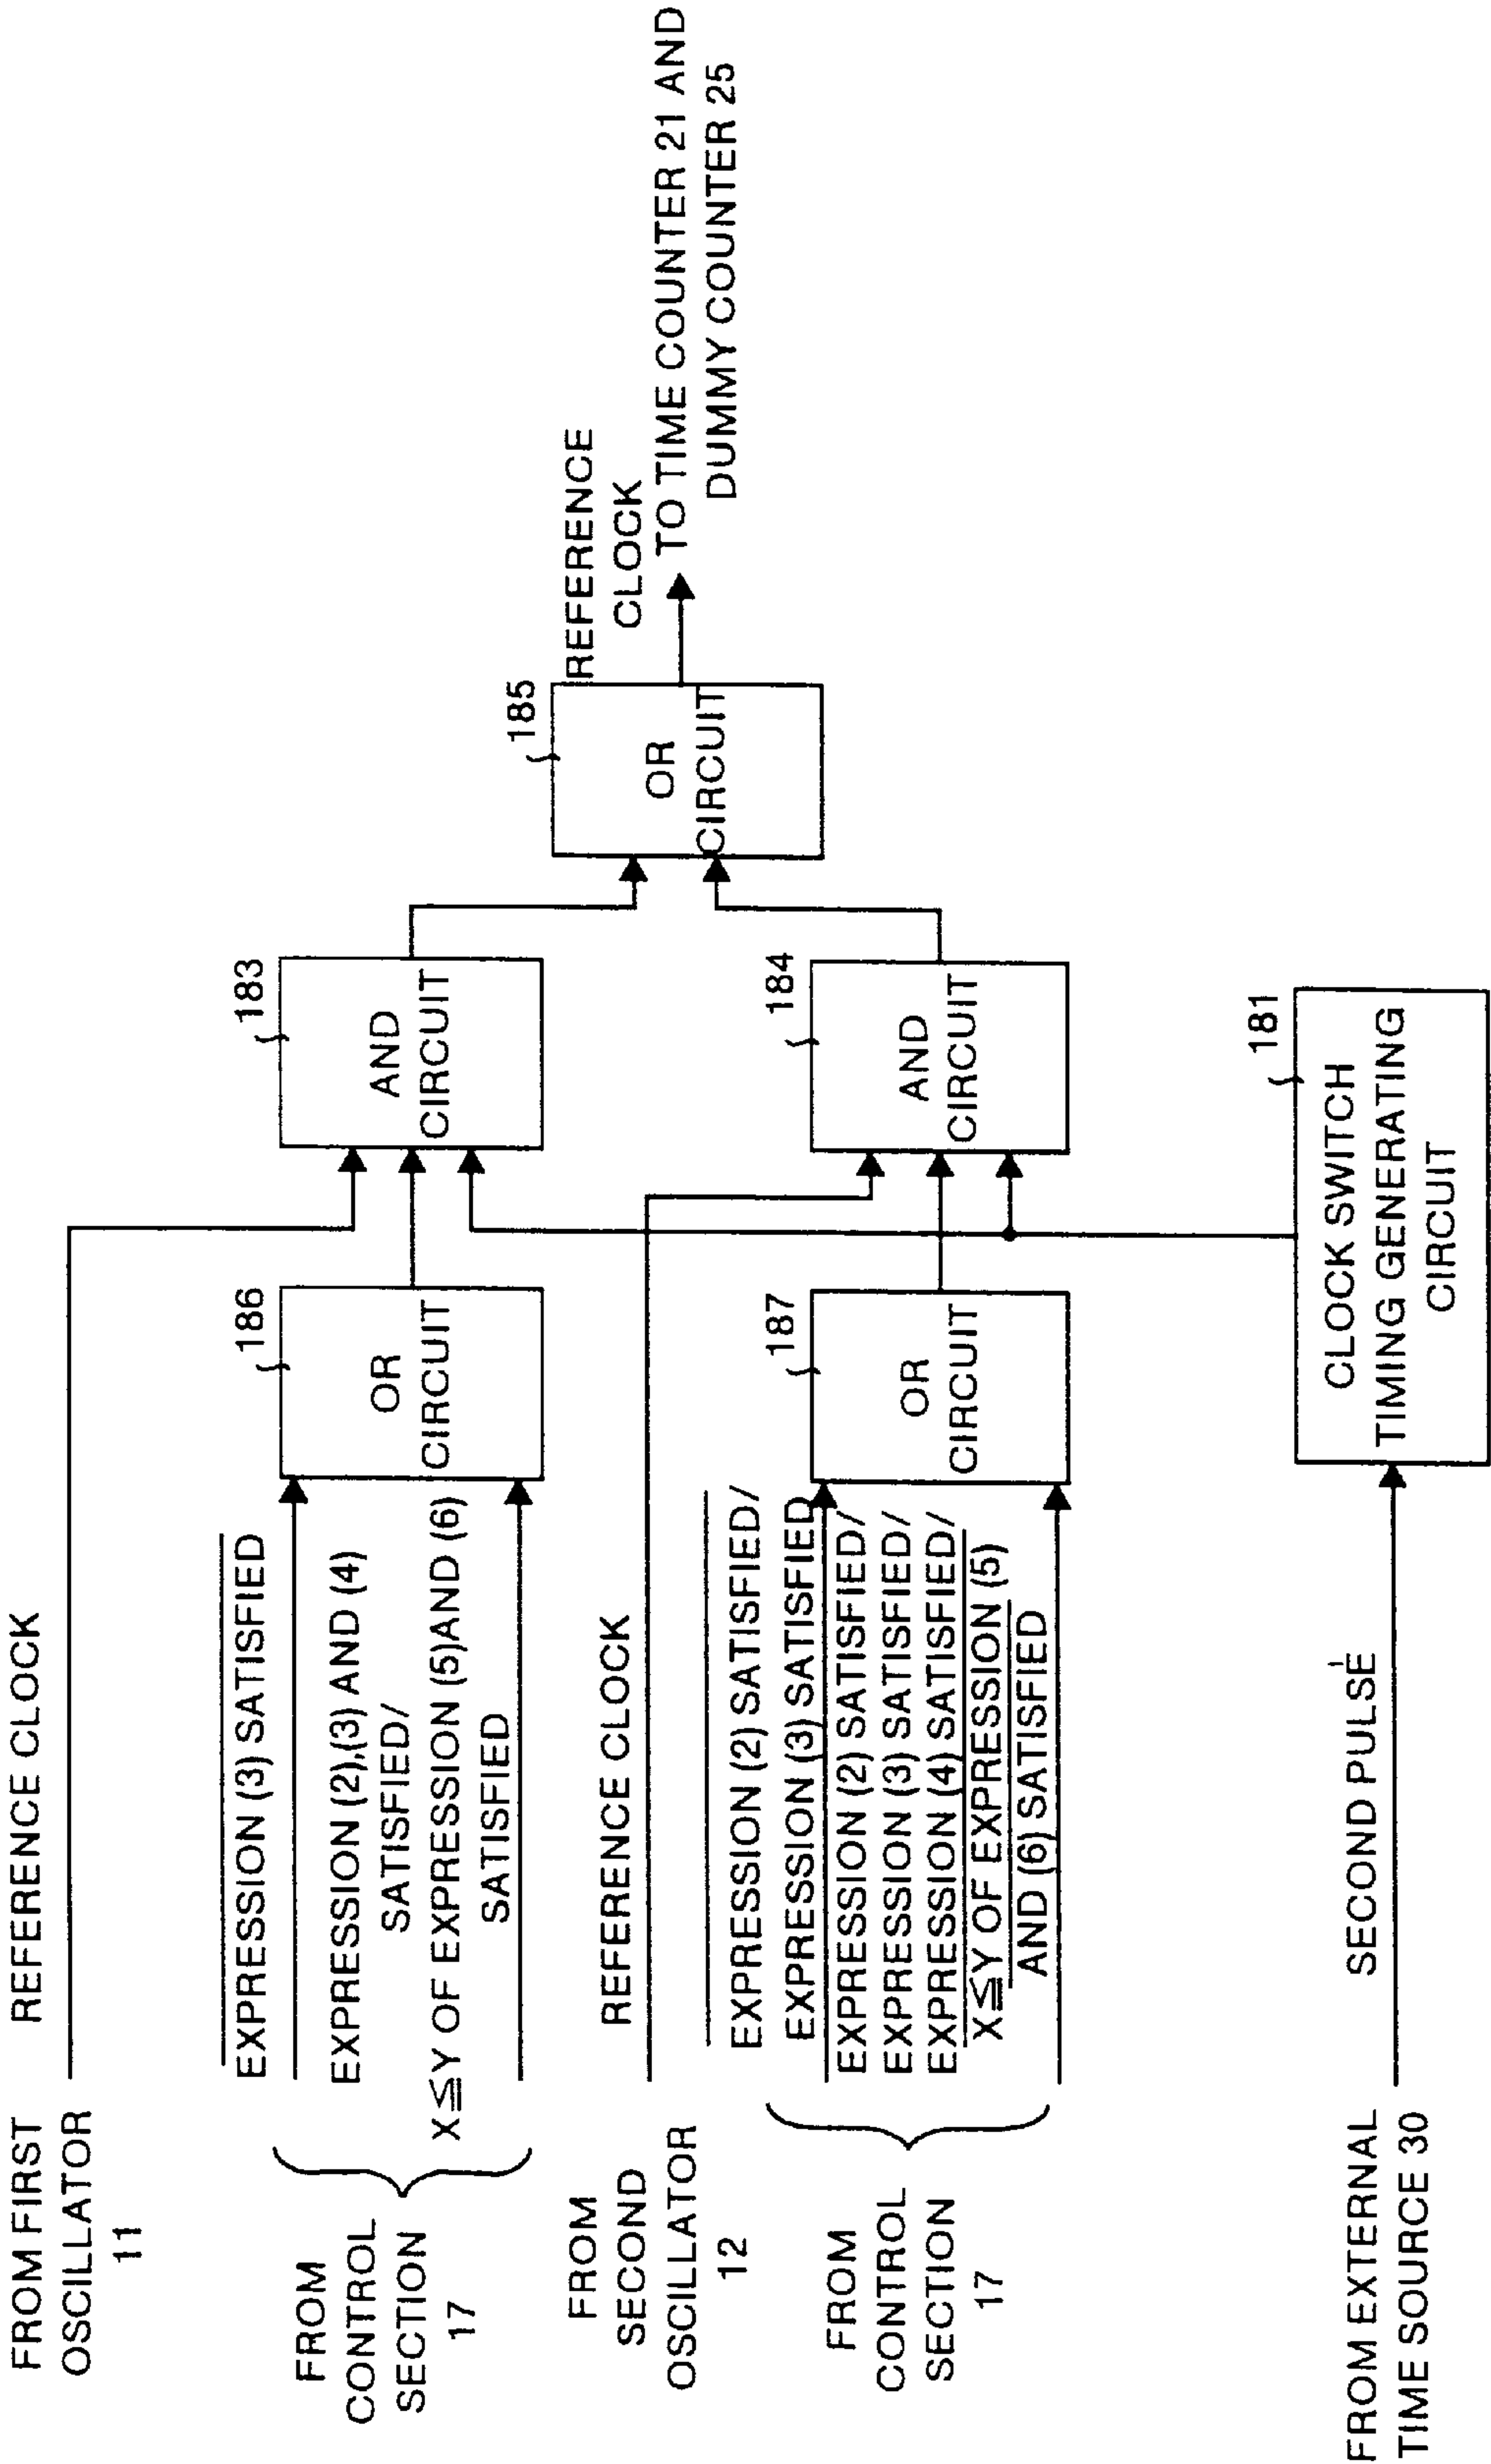 FROM FIRST
OSCILLATOR
11
REFERENCE CLOCK
FROM
CONTROL
SECTION
17
EXPRESSION (3) SATISFIED
EXPRESSION (2),(3) AND (4)
SATISFIED/
X≦Y OF EXPRESSION (5)AND (6)
SATISFIED
186
OR
CIRCUIT
183
AND
CIRCUIT
FROM
SECOND
OSCILLATOR
12
REFERENCE CLOCK
FROM
CONTROL
SECTION
17
EXPRESSION (2) SATISFIED/
EXPRESSION (3) SATISFIED
EXPRESSION (2) SATISFIED/
EXPRESSION (3) SATISFIED/
EXPRESSION (4) SATISFIED/
X≦Y OF EXPRESSION (5)
AND (6) SATISFIED
187
OR
CIRCUIT
184
AND
CIRCUIT
185
OR
CIRCUIT
REFERENCE
CLOCK
TO TIME COUNTER 21 AND
DUMMY COUNTER 25
FROM EXTERNAL
TIME SOURCE 30
SECOND PULSE
181
CLOCK SWITCH
TIMING GENERATING
CIRCUIT